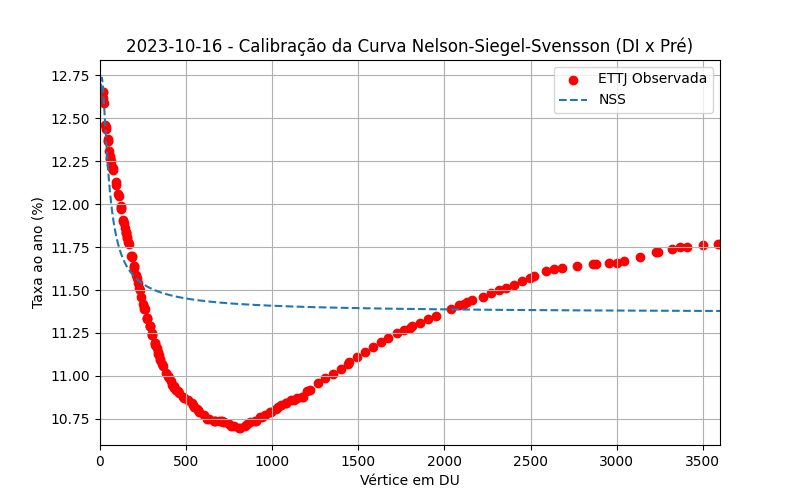 2023-10-16 - Calibração da Curva Nelson-Siegel-Svensson (DI x Pré)
ETTJ Observada
NSS
Taxa ao ano (%)
12.75
12.50
12.25
12.00
11.75
11.50
11.25
11.00
10.75
0 500 1000 1500 2000 2500 3000 3500
Vértice em DU